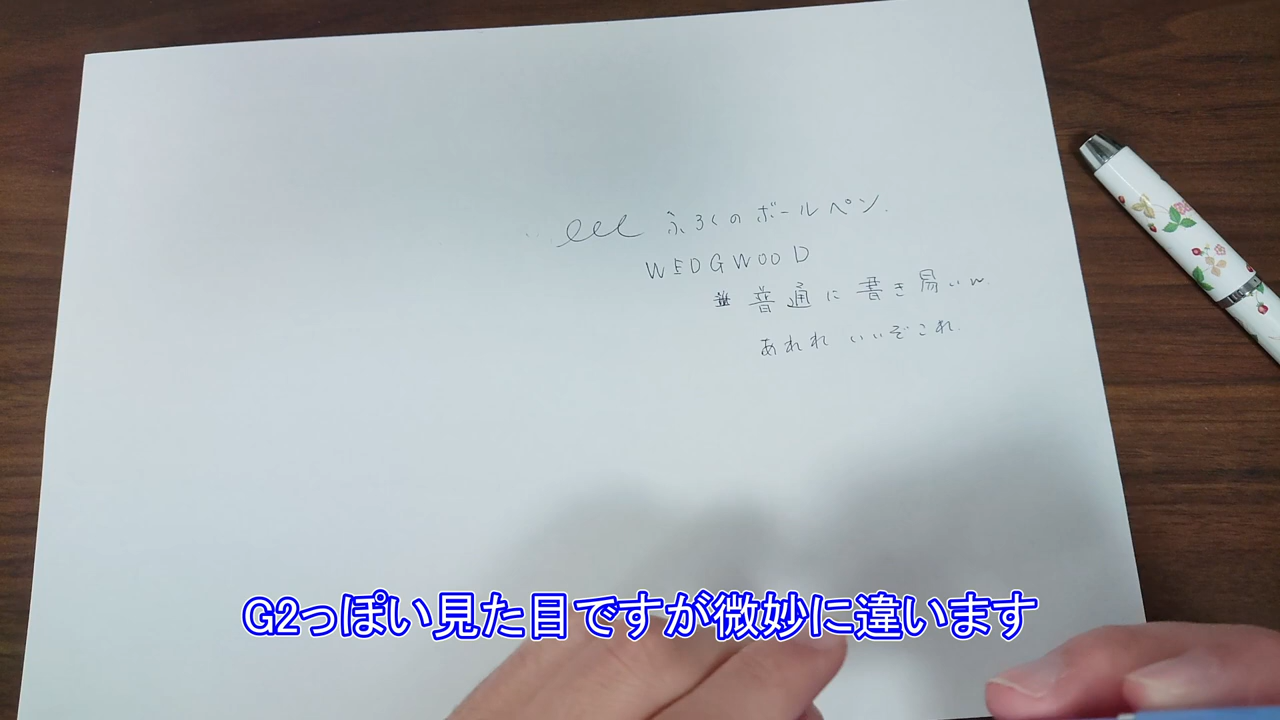 ふろくのボールペン.
WEDGWOOD
普通に書き易いw
あれれ いいぞこれ.
G2っぽい見た目ですが微妙に違います